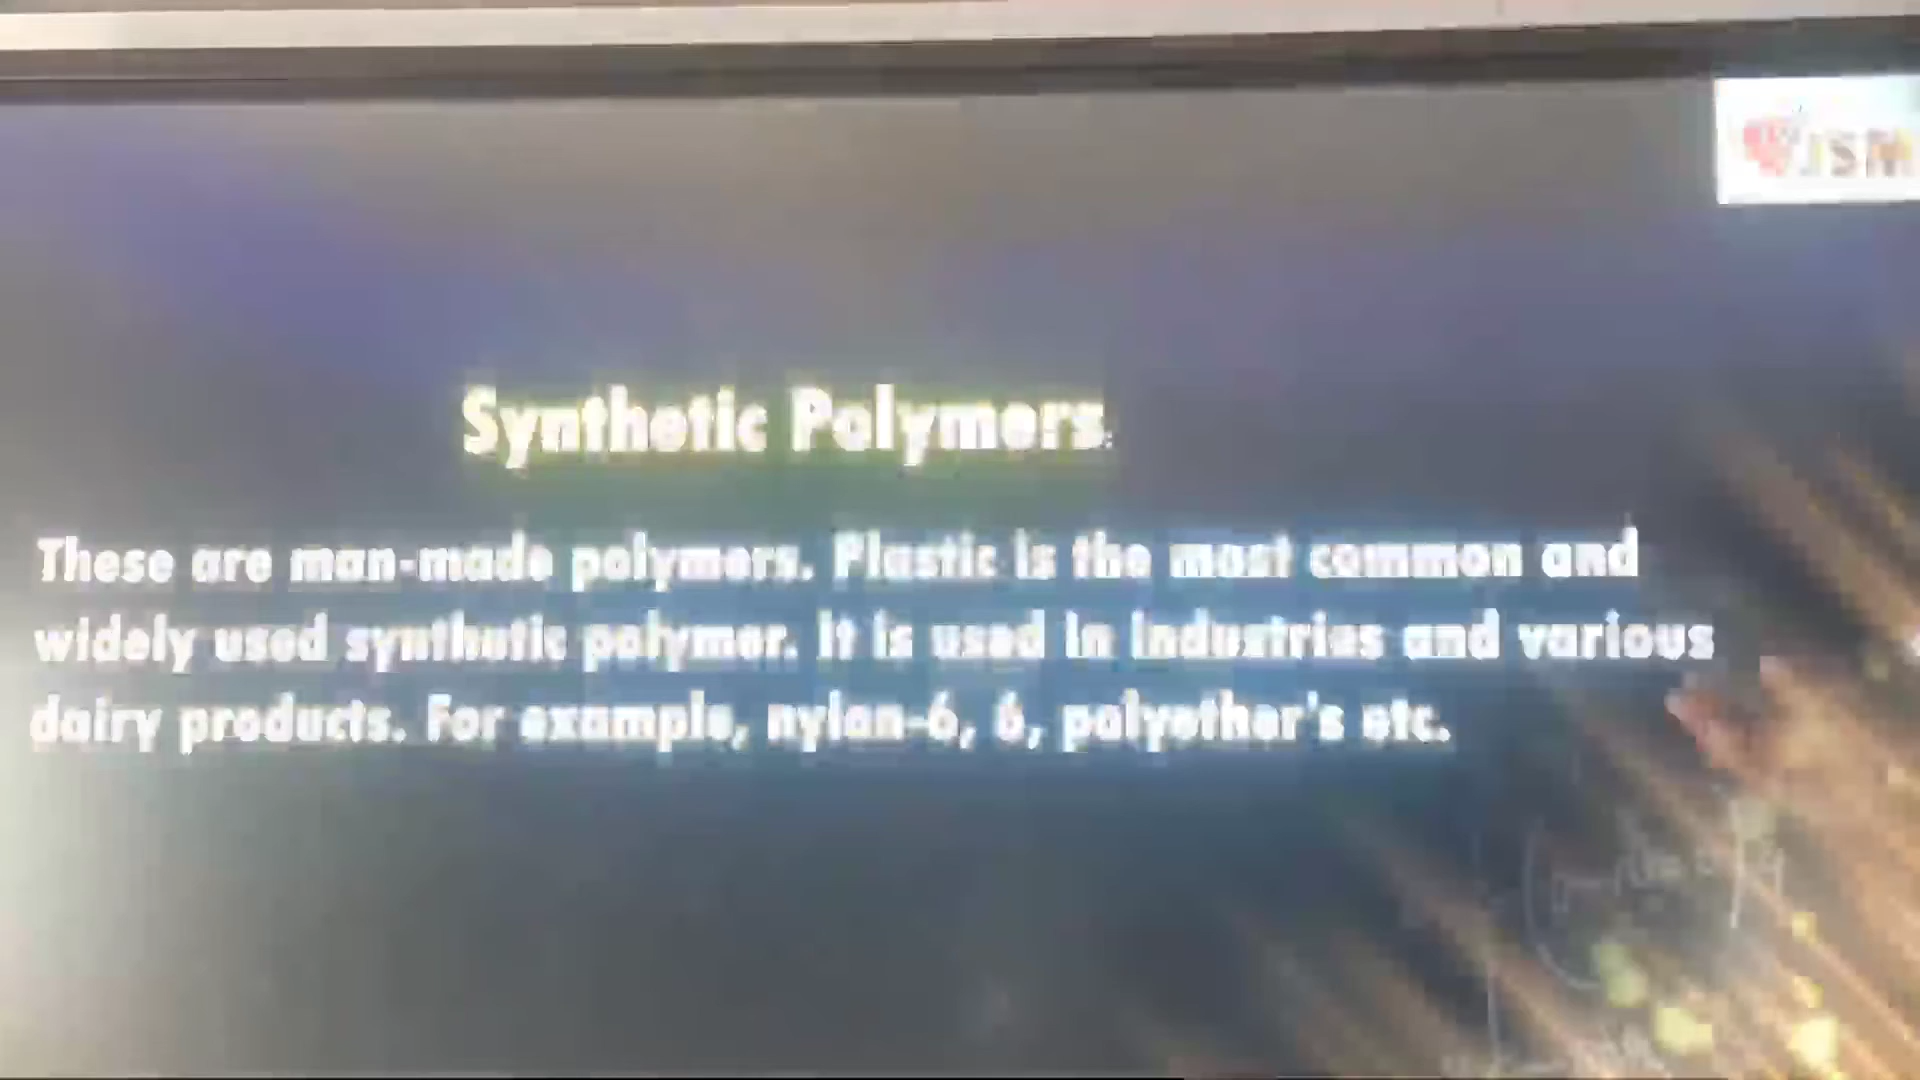 JSM
Synthetic Polymers:
These are man-made polymers. Plastic is the most common and
widely used synthetic polymer. It is used in industries and various
dairy products. For example, nylon-6, 6, polyether's etc.